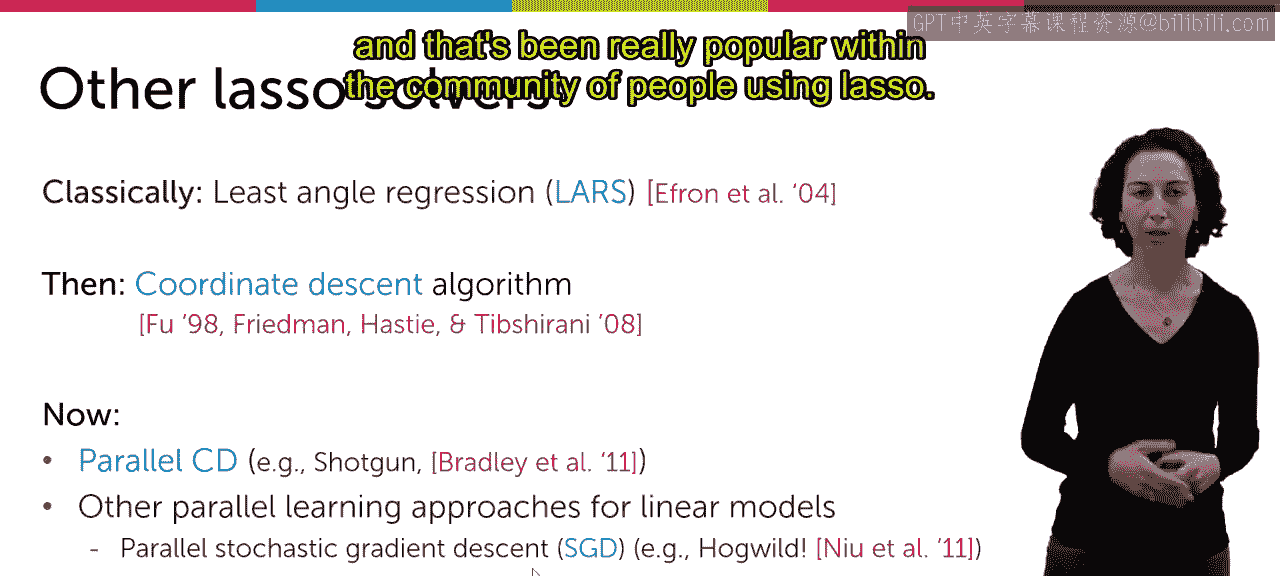 GPT中英字幕课程资源@bilibili.com
and that's been really popular within
the community of people using lasso.
Other lasso solvers
Classically: Least angle regression (LARS) [Efron et al. '04]
Then: Coordinate descent algorithm
[Fu '98, Friedman, Hastie, & Tibshirani '08]
Now:
• Parallel CD (e.g., Shotgun, [Bradley et al. '11])
• Other parallel learning approaches for linear models
- Parallel stochastic gradient descent (SGD) (e.g., Hogwild! [Niu et al. '11])